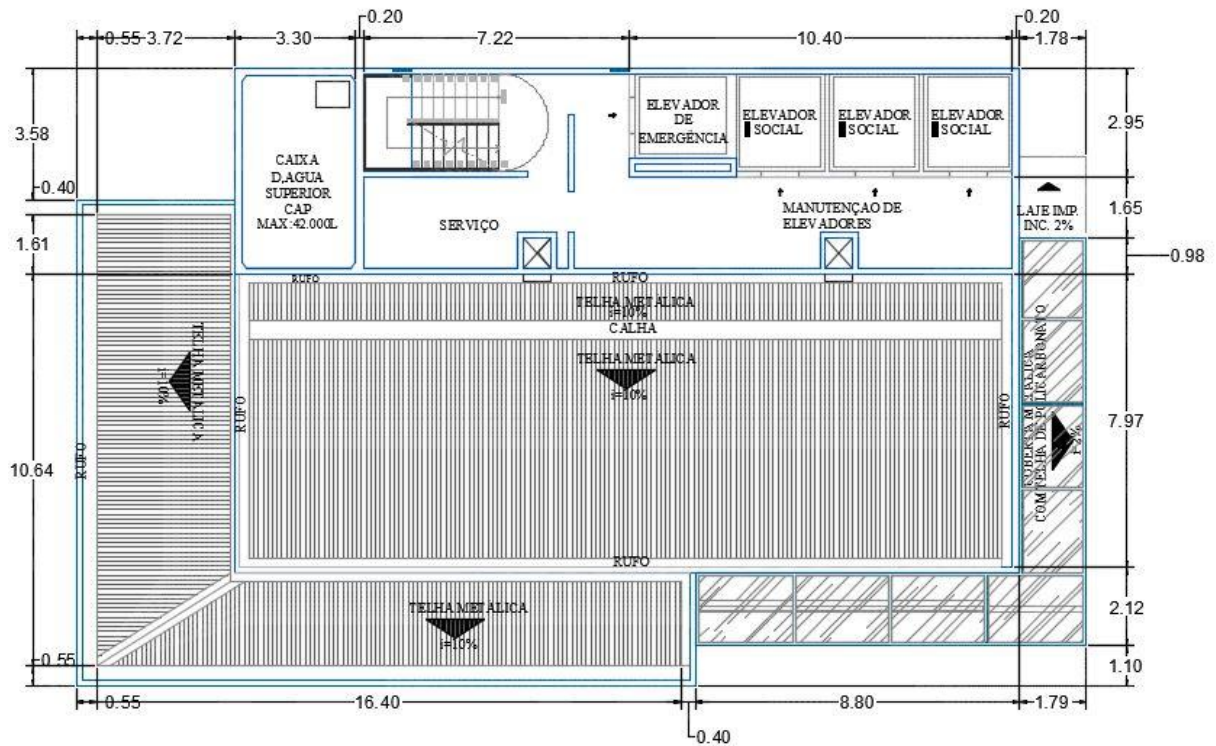 0.20
0.20
0.55
3.72
3.30
7.22
10.40
1.78
3.58
0.40
1.61
10.64
0.55
CAIXA
D,AGUA
SUPERIOR
CAP
MAX:42.000L
SERVIÇO
ELEVADOR
DE
EMERGÊNCIA
ELEVADOR
SOCIAL
ELEVADOR
SOCIAL
ELEVADOR
SOCIAL
MANUTENÇAO DE
ELEVADORES
LAJE IMP.
INC. 2%
2.95
1.65
0.98
7.97
2.12
1.10
RUFO
RUFO
TELHA METALICA
i=10%
CALHA
TELHA METALICA
i=10%
TELHA METALICA
i=10%
RUFO
RUFO
RUFO
RUFO
COBERTA METALICA
COM TENHA DE POLICARBONATO
i=2%
TELHA METALICA
i=10%
0.55
16.40
0.40
8.80
1.79